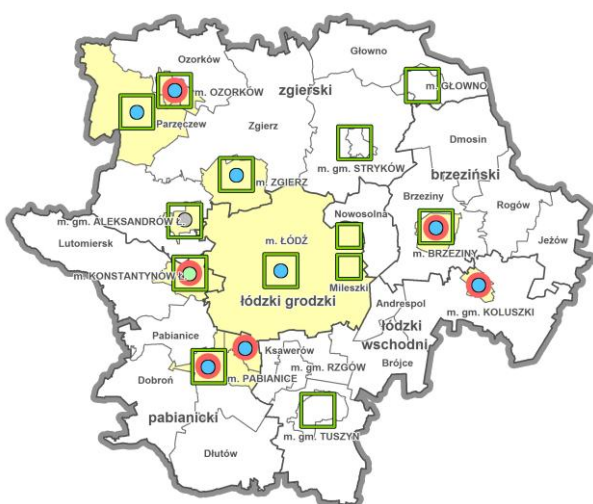 Ozorków
Głowno
m. OZORKÓW
zgierski
m. GŁOWNO
Parzęczew
Zgierz
Dmosin
m. gm. STRYKÓW
brzeziński
m. ZGIERZ
Brzeziny
Rogów
Nowosolna
m. gm. ALEKSANDRÓW Ł.
Lutomiersk
m. ŁÓDŹ
m. BRZEZINY
Jeżów
m. KONSTANTYNÓW Ł.
Mileszki
łódzki grodzki
Andrespol
m. gm. KOLUSZKI
łódzki
wschodni
Pabianice
Ksawerów
Brójce
m. gm. RZGÓW
Dobroń
m. PABIANICE
pabianicki
m. gm. TUSZYN
Dłutów